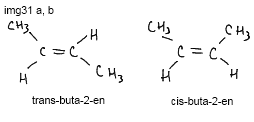 img31 a, b
CH₃ H CH₃ CH₃
C = C C = C
H CH₃ H H
trans-buta-2-en cis-buta-2-en